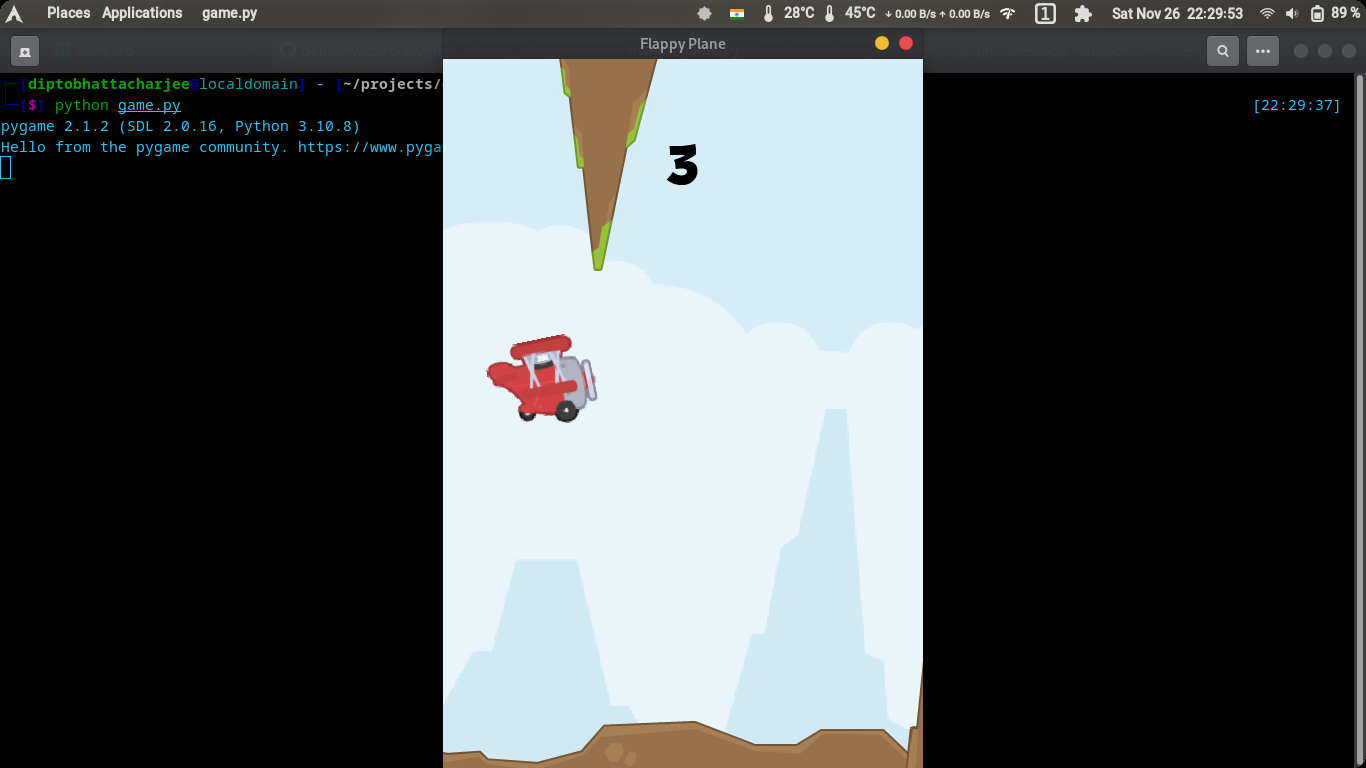 Places Applications game.py 28°C 45°C ↓ 0.00 B/s ↑ 0.00 B/s 1 Sat Nov 26 22:29:53 89 %
Flappy Plane
[diptobhattacharjee@localdomain] - [~/projects/
[$] python game.py [22:29:37]
pygame 2.1.2 (SDL 2.0.16, Python 3.10.8)
Hello from the pygame community. https://www.pyga
3